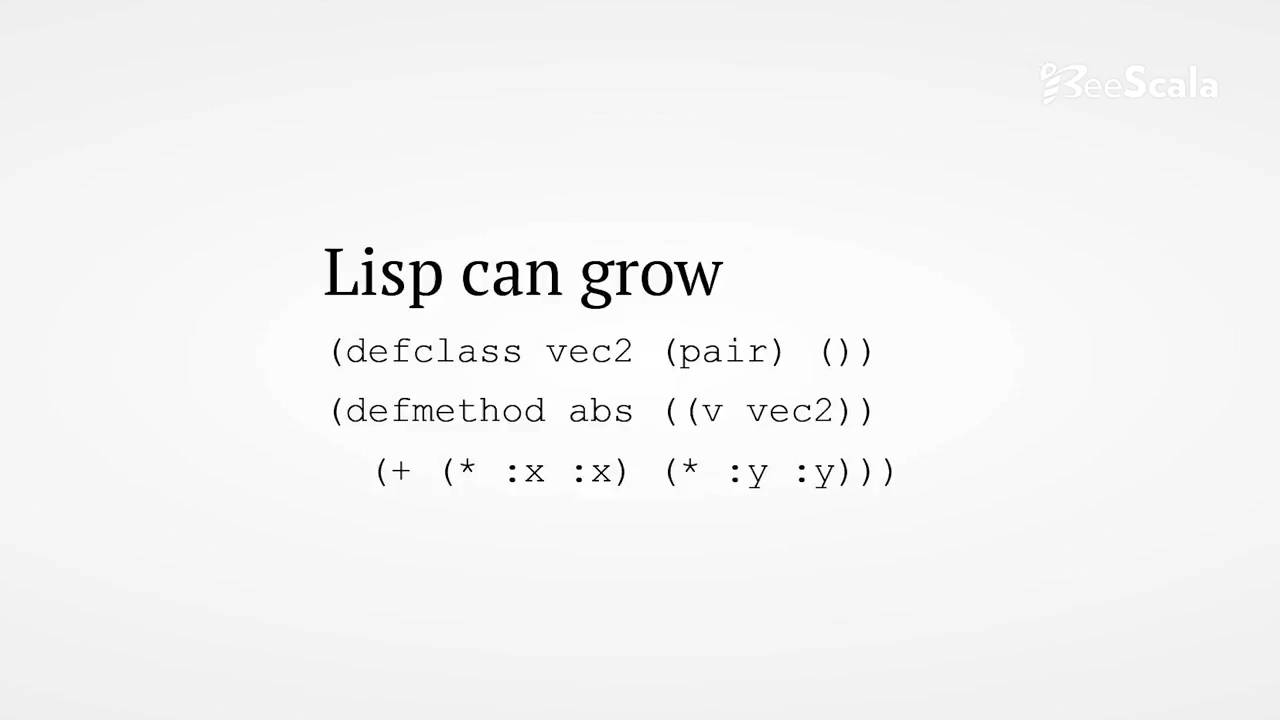 BeeScala
Lisp can grow
(defclass vec2 (pair) ())
(defmethod abs ((v vec2))
(+ (* :x :x) (* :y :y)))